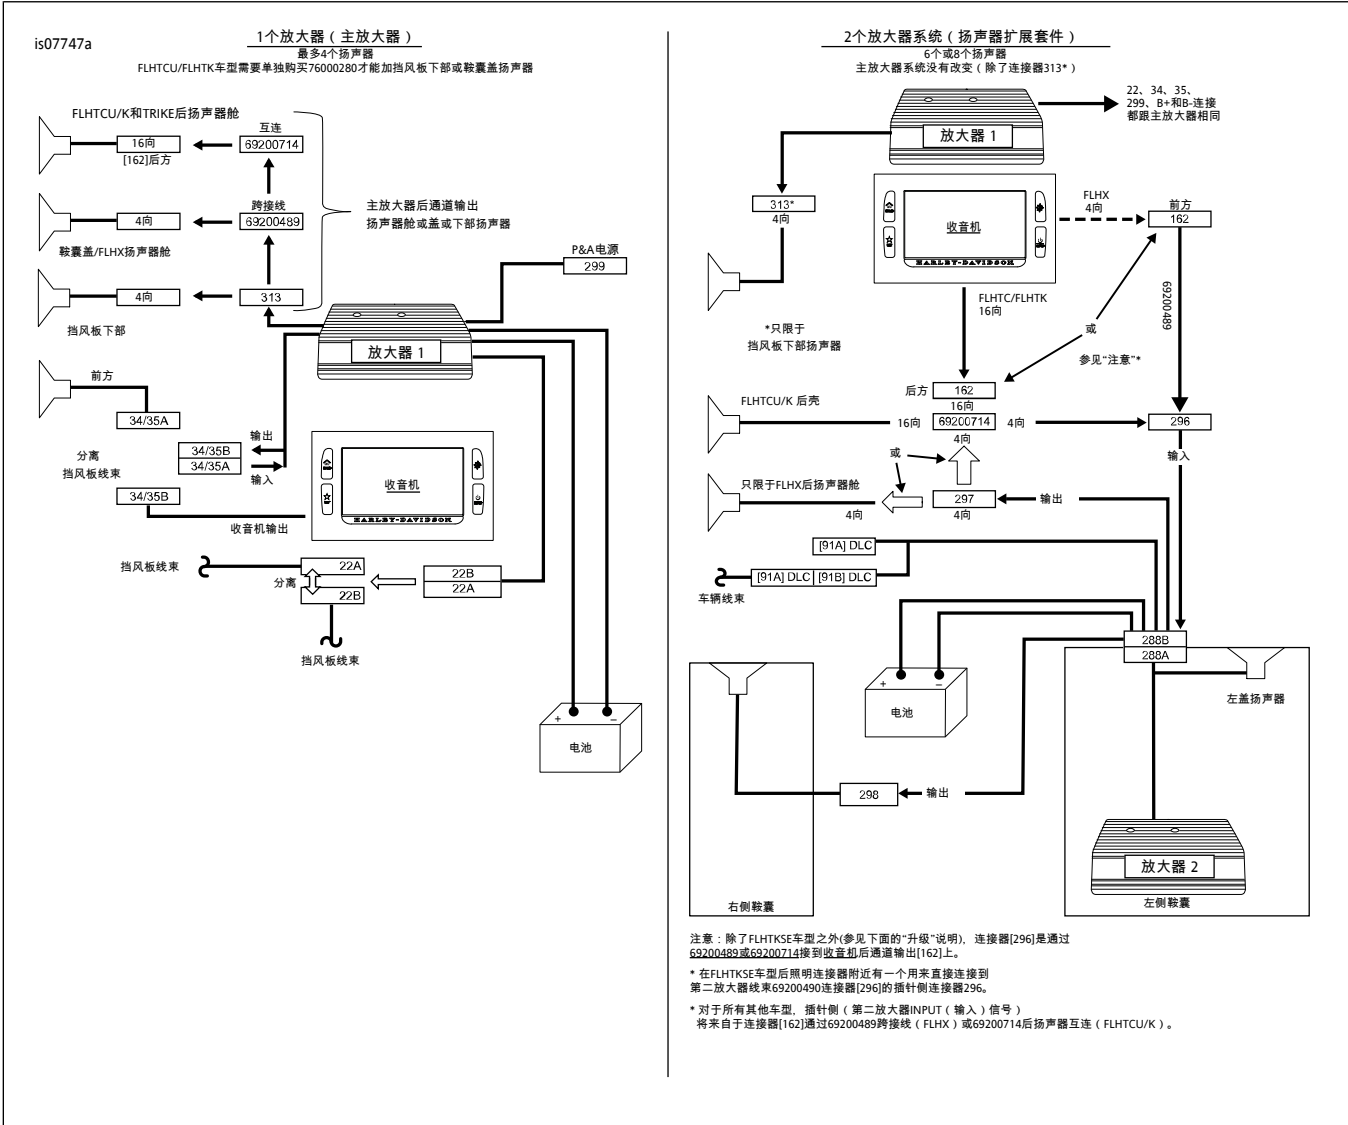 is07747a
1个放大器（主放大器）
最多4个扬声器
FLHTCU/FLHTK车型需要单独购买76000280才能加挡风板下部或鞍囊盖扬声器
FLHTCU/K和TRIKE后扬声器舱
互连
16向
69200714
[162]后方
跨接线
4向
69200489
鞍囊盖/FLHX扬声器舱
主放大器后通道输出
扬声器舱或盖或下部扬声器
P&A电源
299
4向
313
挡风板下部
放大器 1
前方
34/35A
输出
34/35B
34/35A
输入
分离
挡风板线束
34/35B
收音机
HARLEY-DAVIDSON
收音机输出
挡风板线束
22A
分离
22B
22B
22A
挡风板线束
+
−
电池
2个放大器系统（扬声器扩展套件）
6个或8个扬声器
主放大器系统没有改变（除了连接器313*）
22、34、35、
299、B+和B-连接
都跟主放大器相同
放大器 1
313*
4向
收音机
HARLEY-DAVIDSON
FLHX
4向
前方
162
69200489
FLHTC/FLHTK
16向
*只限于
挡风板下部扬声器
或
参见“注意”*
后方
162
16向
FLHTCU/K 后壳
16向
69200714
4向
296
4向
输入
或
只限于FLHX后扬声器舱
297
输出
4向
4向
[91A] DLC
[91A] DLC
[91B] DLC
车辆线束
288B
288A
+
−
电池
左盖扬声器
298
输出
放大器 2
右侧鞍囊
左侧鞍囊
注意：除了FLHTKSE车型之外(参见下面的“升级”说明)，连接器[296]是通过
69200489或69200714接到收音机后通道输出[162]上。
* 在FLHTKSE车型后照明连接器附近有一个用来直接连接到
第二放大器线束69200490连接器[296]的插针侧连接器296。
* 对于所有其他车型，插针侧（第二放大器INPUT（输入）信号）
将来自于连接器[162]通过69200489跨接线（FLHX）或69200714后扬声器互连（FLHTCU/K）。